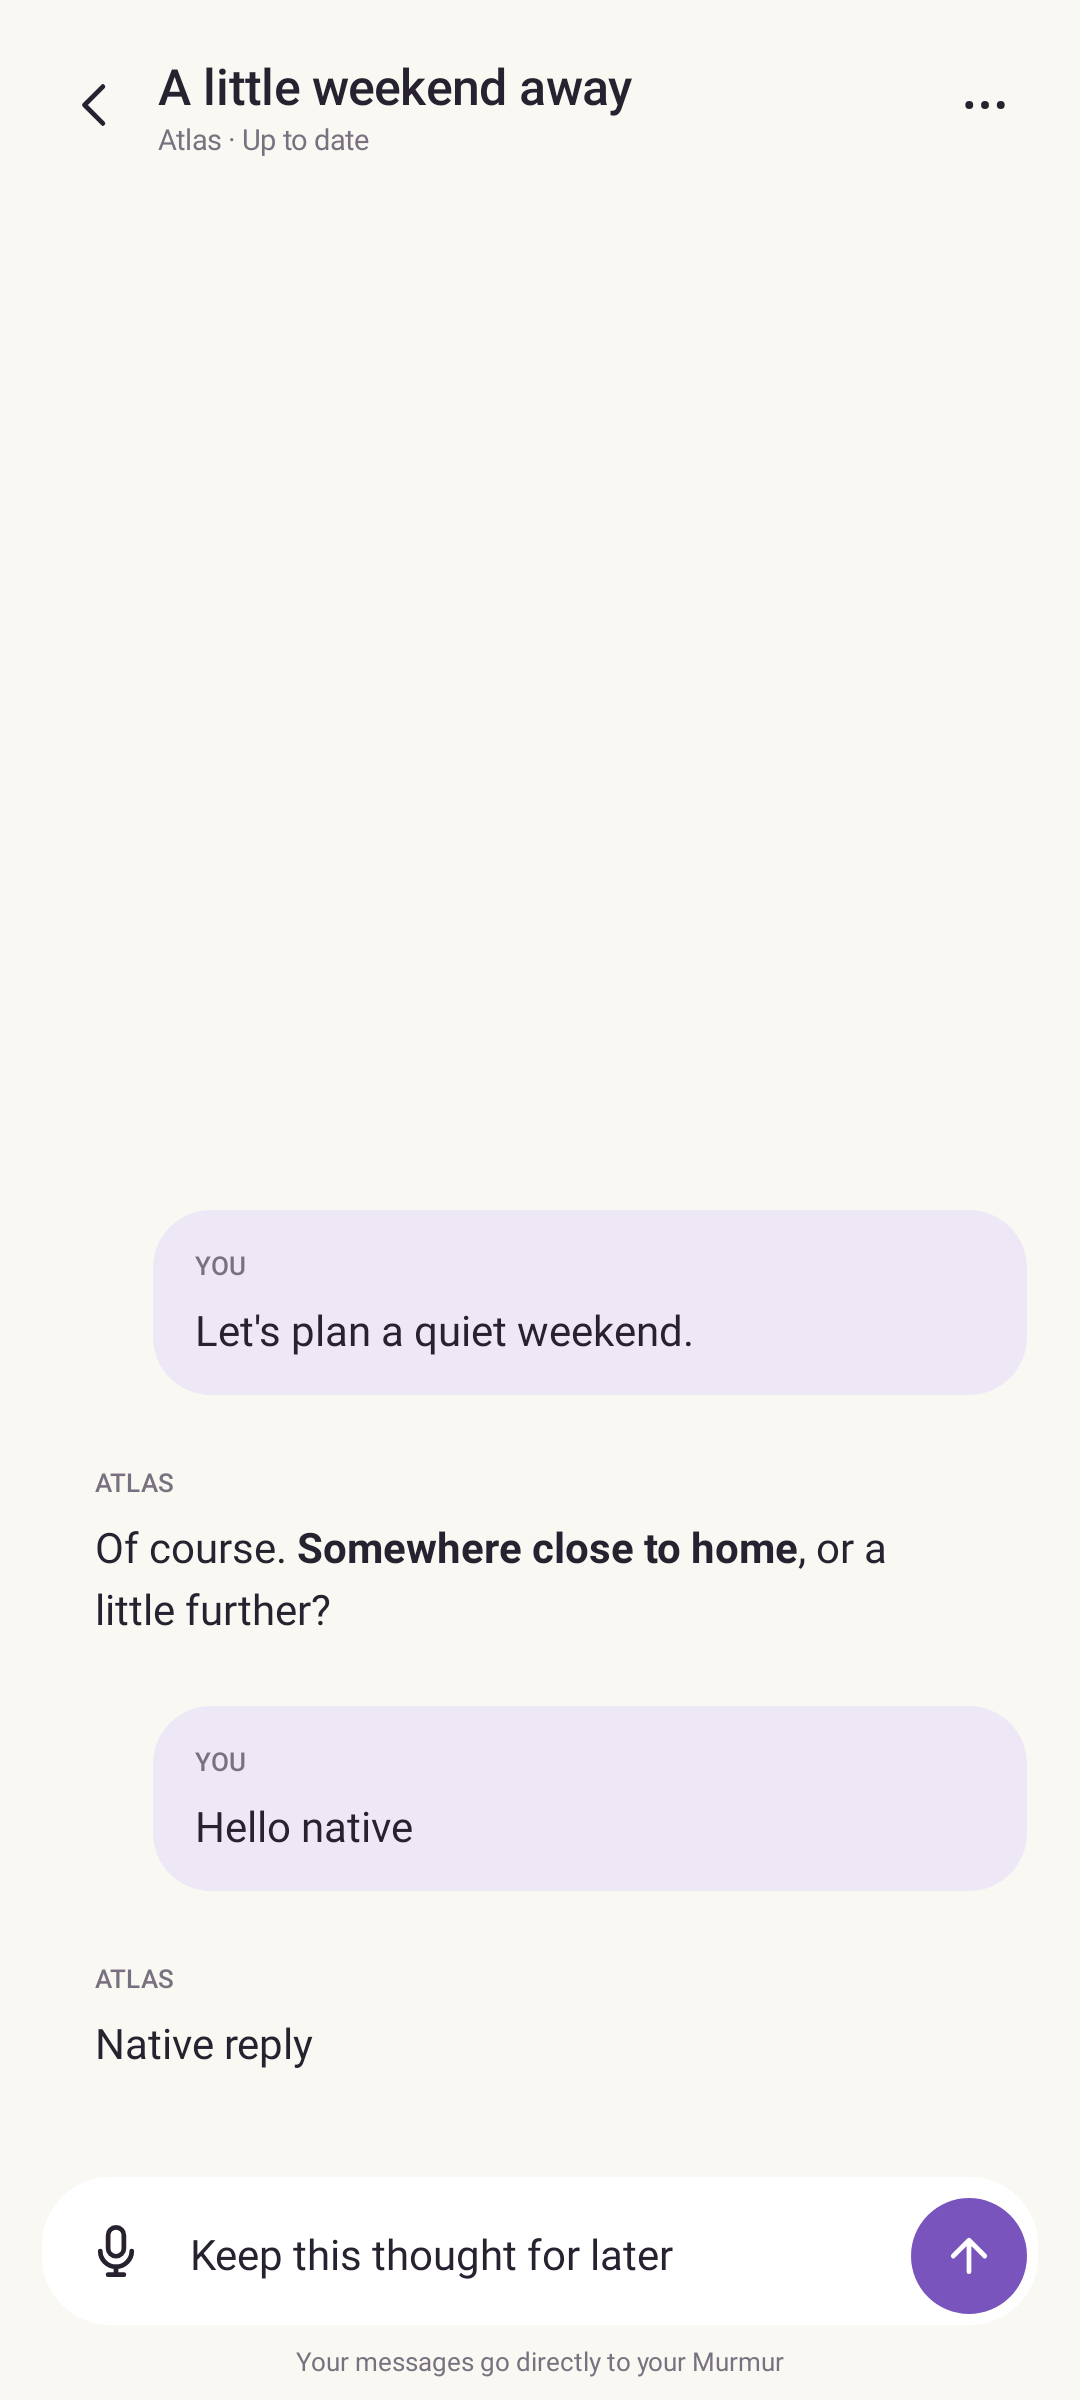 A little weekend away
Atlas · Up to date
YOU
Let's plan a quiet weekend.
ATLAS
Of course. Somewhere close to home, or a
little further?
YOU
Hello native
ATLAS
Native reply
Keep this thought for later
Your messages go directly to your Murmur